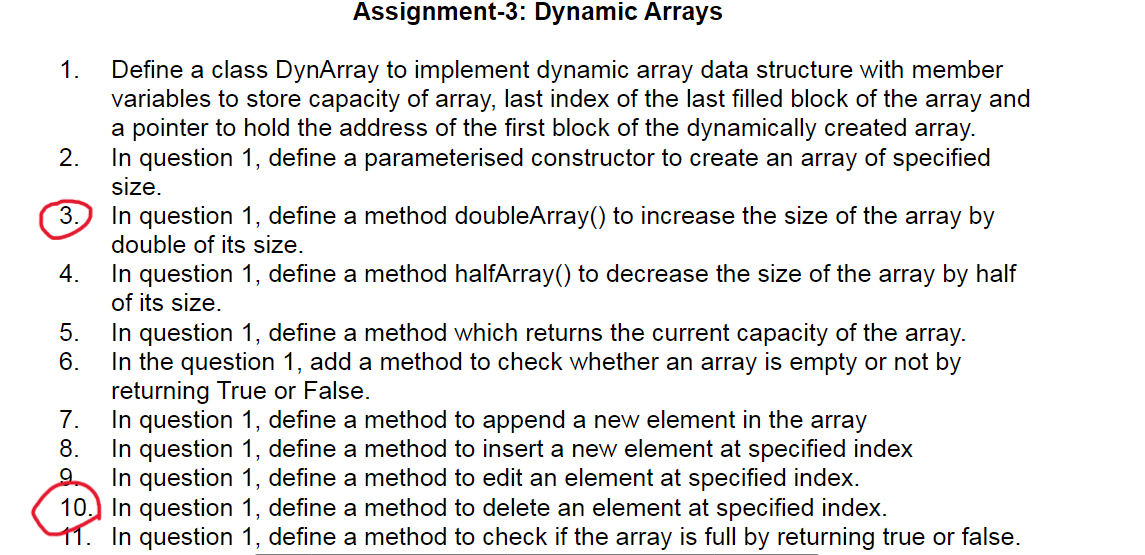 Assignment-3: Dynamic Arrays
1. Define a class DynArray to implement dynamic array data structure with member
variables to store capacity of array, last index of the last filled block of the array and
a pointer to hold the address of the first block of the dynamically created array.
2. In question 1, define a parameterised constructor to create an array of specified
size.
3. In question 1, define a method doubleArray() to increase the size of the array by
double of its size.
4. In question 1, define a method halfArray() to decrease the size of the array by half
of its size.
5. In question 1, define a method which returns the current capacity of the array.
6. In the question 1, add a method to check whether an array is empty or not by
returning True or False.
7. In question 1, define a method to append a new element in the array
8. In question 1, define a method to insert a new element at specified index
9. In question 1, define a method to edit an element at specified index.
10. In question 1, define a method to delete an element at specified index.
11. In question 1, define a method to check if the array is full by returning true or false.